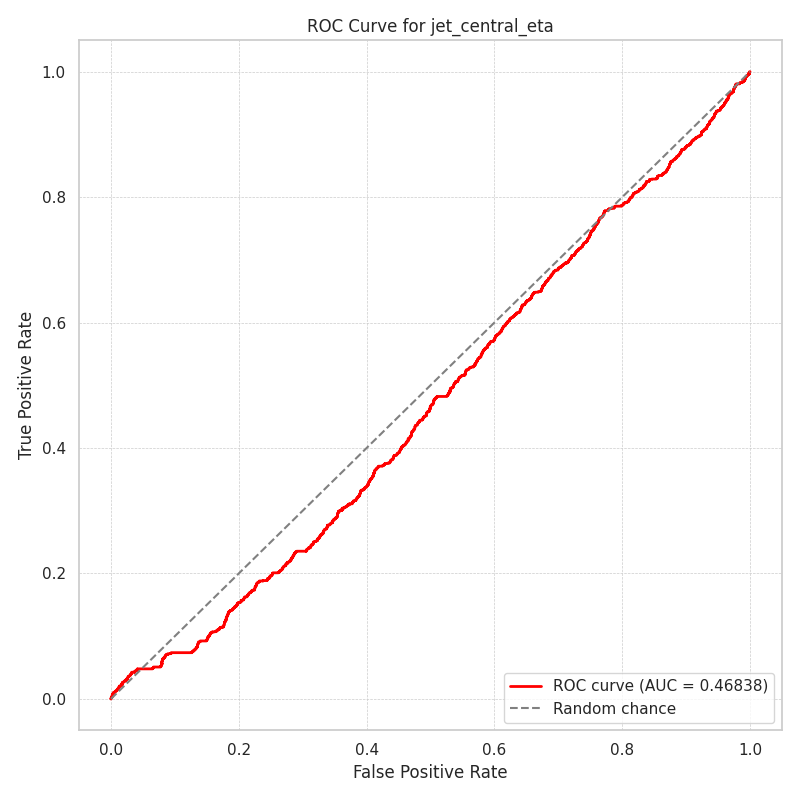 ROC Curve for jet_central_eta
True Positive Rate
1.0
0.8
0.6
0.4
0.2
0.0
ROC curve (AUC = 0.46838)
Random chance
0.0 0.2 0.4 0.6 0.8 1.0
False Positive Rate